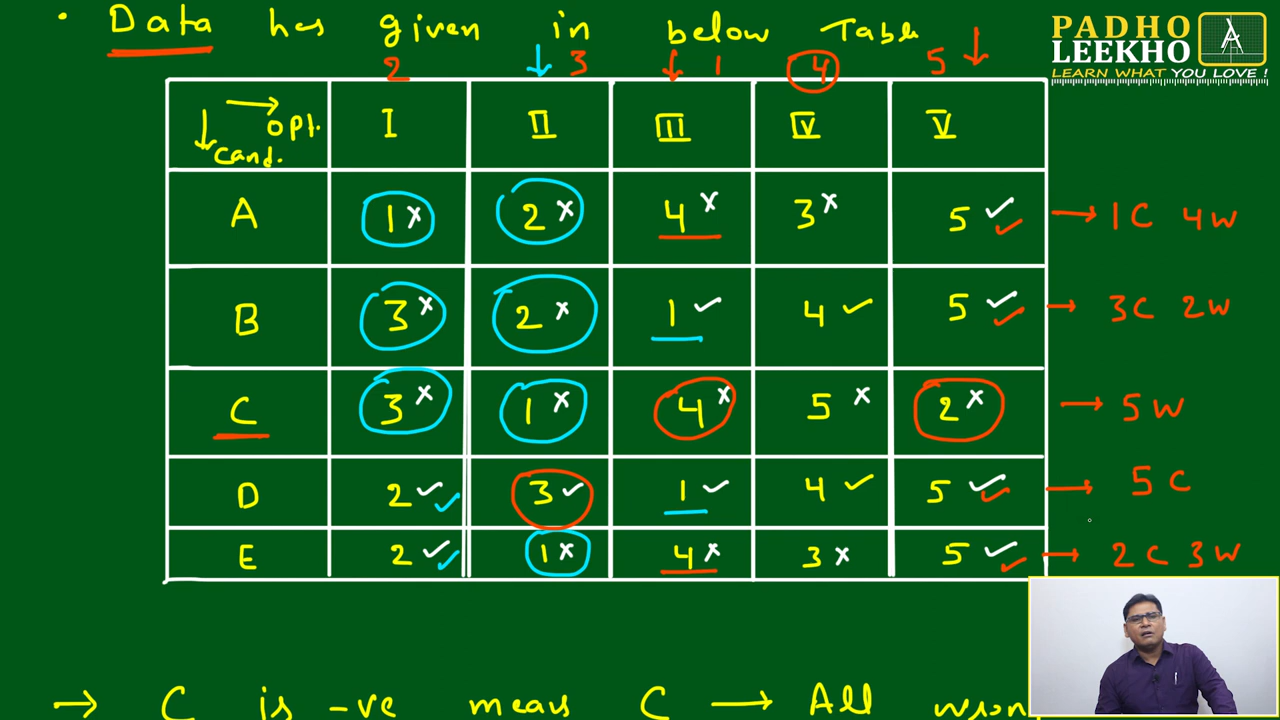 • Data has given in below Table
PADHO
LEEKHO
LEARN WHAT YOU LOVE !
2 ↓ 3 ↓ 1 4 5 ↓
→ opt. ↓ Cand. I II III IV V
A 1 × 2 × 4 × 3 × 5 ✓ ✓ → 1C 4W
B 3 × 2 × 1 ✓ 4 ✓ 5 ✓ ✓ → 3C 2W
C 3 × 1 × 4 × 5 × 2 × → 5W
D 2 ✓ ✓ 3 ✓ 1 ✓ 4 ✓ 5 ✓ ✓ → 5C
E 2 ✓ ✓ 1 × 4 × 3 × 5 ✓ ✓ → 2C 3W
→ C is -ve means C → All wron